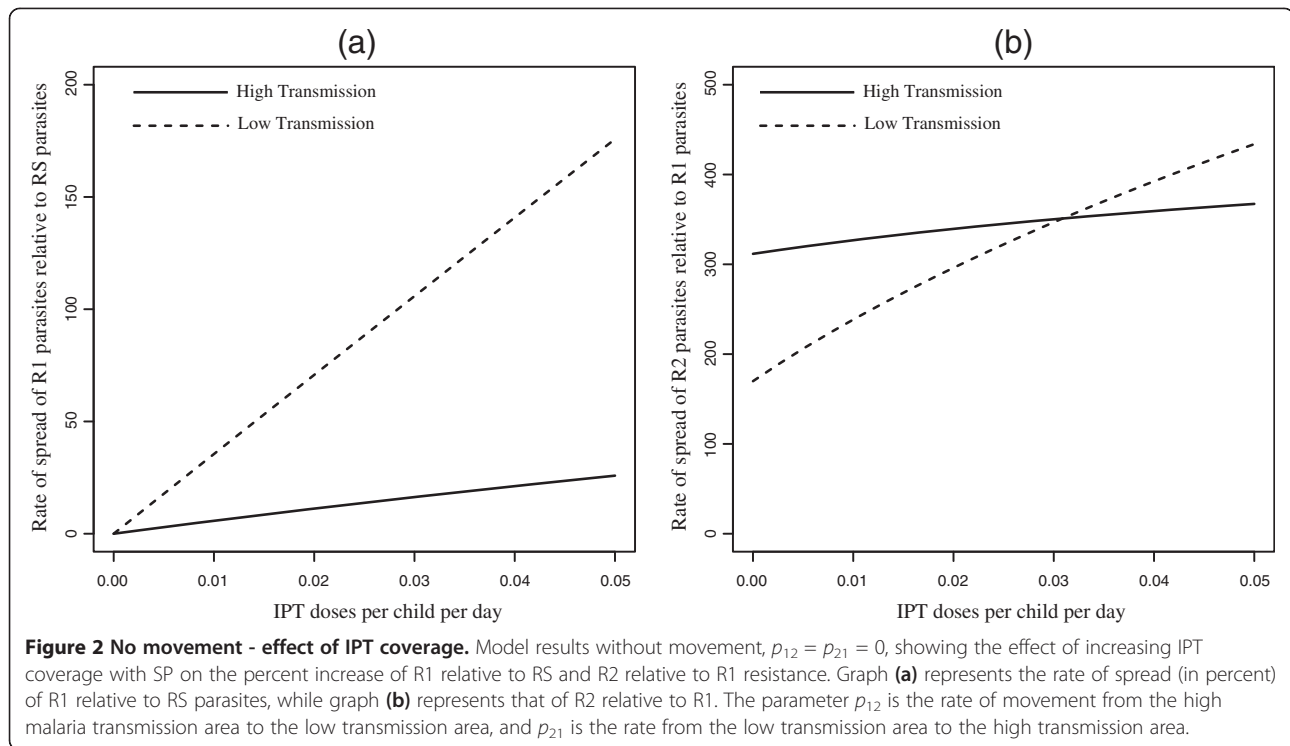 (a)
Rate of spread of R1 parasites relative to RS parasites
200
150
100
50
0
High Transmission
Low Transmission
0.00 0.01 0.02 0.03 0.04 0.05
IPT doses per child per day
(b)
Rate of spread of R2 parasites relative to R1 parasites
500
400
300
200
100
0
High Transmission
Low Transmission
0.00 0.01 0.02 0.03 0.04 0.05
IPT doses per child per day
Figure 2 No movement - effect of IPT coverage. Model results without movement, p12 = p21 = 0, showing the effect of increasing IPT
coverage with SP on the percent increase of R1 relative to RS and R2 relative to R1 resistance. Graph (a) represents the rate of spread (in percent)
of R1 relative to RS parasites, while graph (b) represents that of R2 relative to R1. The parameter p12 is the rate of movement from the high
malaria transmission area to the low transmission area, and p21 is the rate from the low transmission area to the high transmission area.